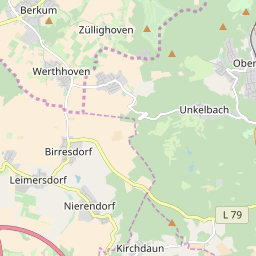 Berkum
Züllighoven
Werthhoven
Ober
Unkelbach
Birresdorf
Leimersdorf
Nierendorf
L 79
Kirchdaun